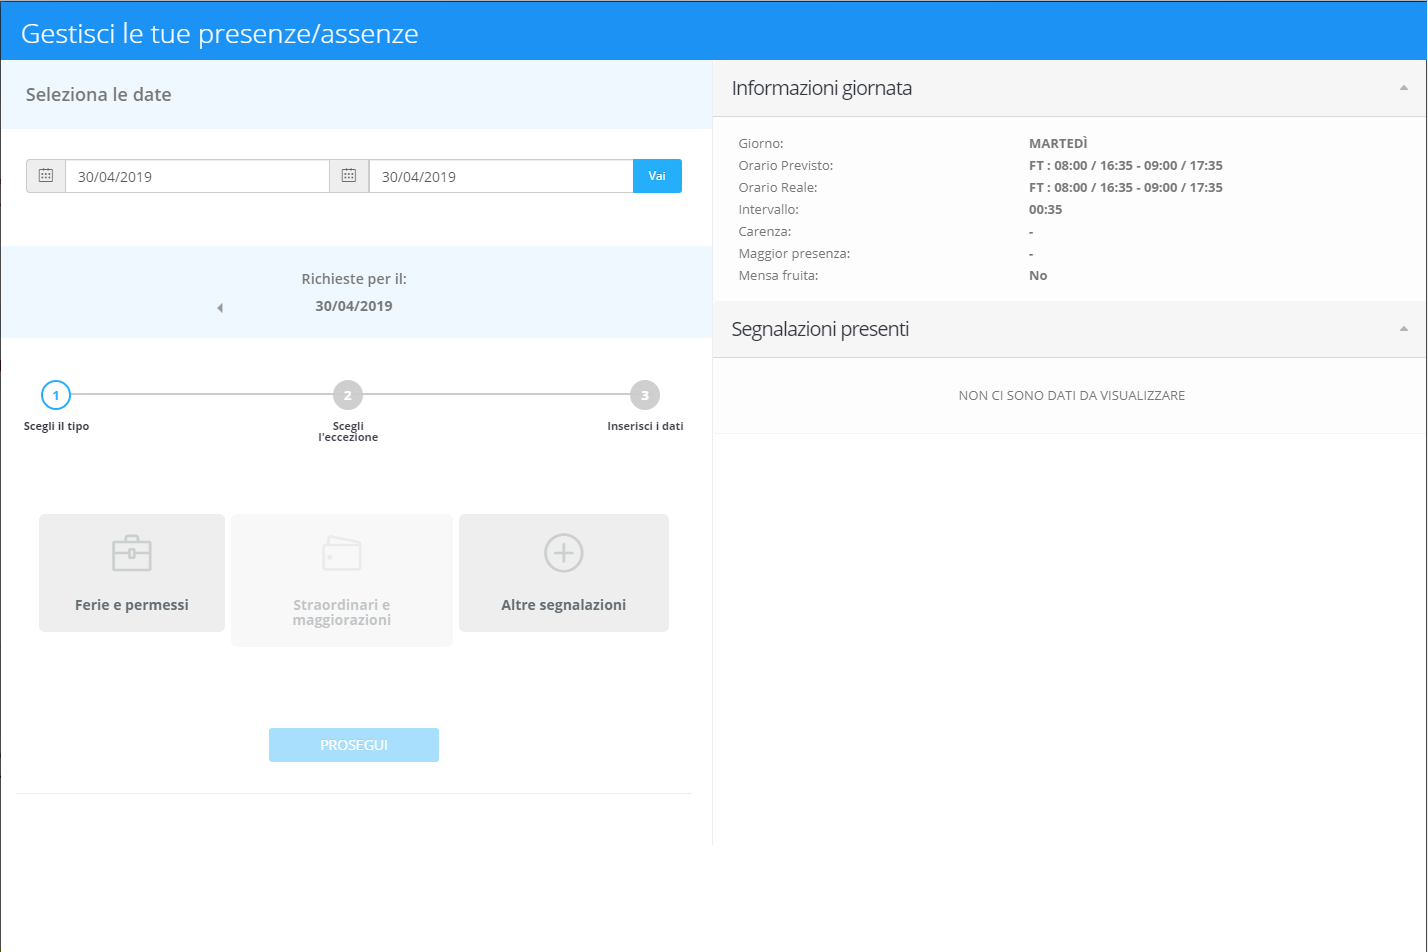 Gestisci le tue presenze/assenze
Seleziona le date
30/04/2019
30/04/2019
Vai
Richieste per il:
30/04/2019
1
2
3
Scegli il tipo
Scegli
l'eccezione
Inserisci i dati
Ferie e permessi
Straordinari e
maggiorazioni
Altre segnalazioni
PROSEGUI
Informazioni giornata
Giorno: MARTEDÌ
Orario Previsto: FT : 08:00 / 16:35 - 09:00 / 17:35
Orario Reale: FT : 08:00 / 16:35 - 09:00 / 17:35
Intervallo: 00:35
Carenza: -
Maggior presenza: -
Mensa fruita: No
Segnalazioni presenti
NON CI SONO DATI DA VISUALIZZARE